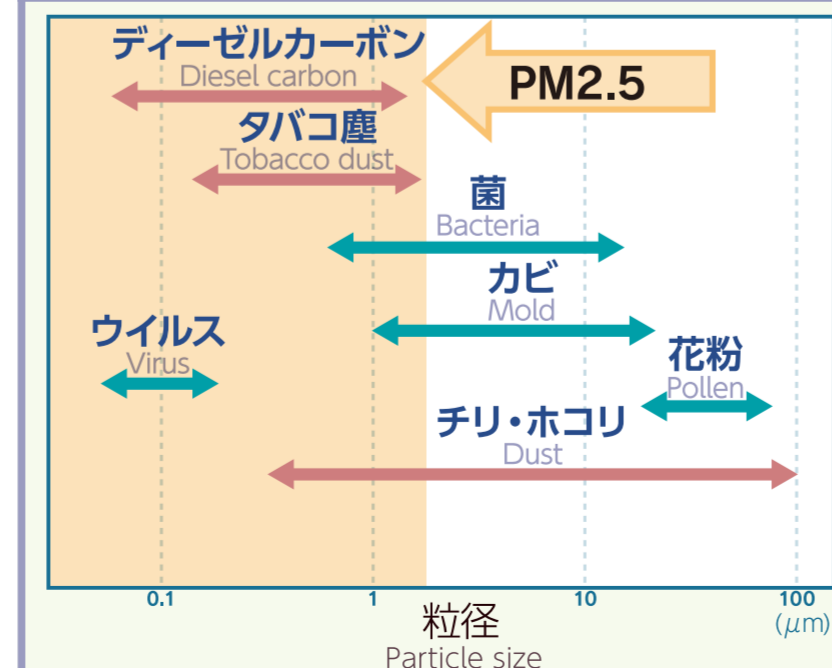 ディーゼルカーボン
Diesel carbon
PM2.5
タバコ塵
Tobacco dust
菌
Bacteria
カビ
Mold
ウイルス
Virus
花粉
Pollen
チリ・ホコリ
Dust
0.1 1 10 100
(μm)
粒径
Particle size